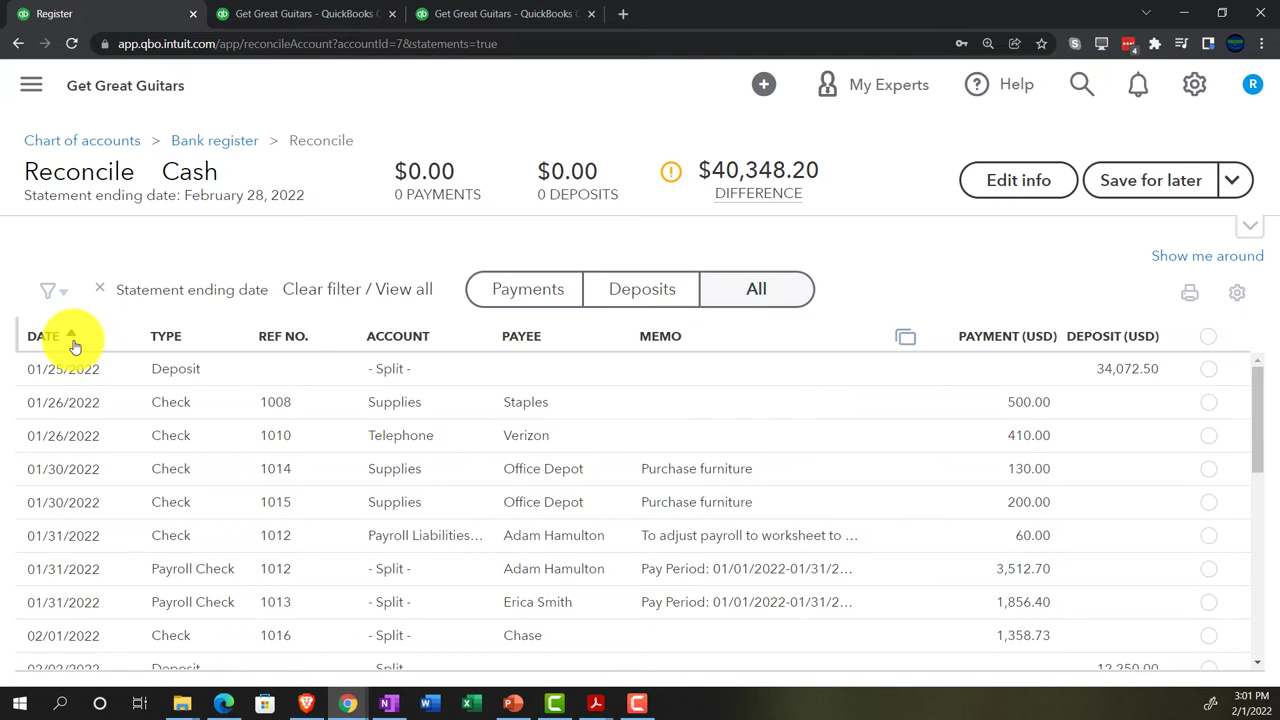 Register
Get Great Guitars - QuickBooks
Get Great Guitars - QuickBooks
app.qbo.intuit.com/app/reconcileAccount?accountId=7&statements=true
4
Get Great Guitars
My Experts
Help
R
Chart of accounts > Bank register > Reconcile
Reconcile Cash
Statement ending date: February 28, 2022
$0.00
0 PAYMENTS
$0.00
0 DEPOSITS
$40,348.20
DIFFERENCE
Edit info
Save for later
Show me around
Statement ending date
Clear filter / View all
Payments
Deposits
All
DATE TYPE REF NO. ACCOUNT PAYEE MEMO PAYMENT (USD) DEPOSIT (USD)
01/25/2022 Deposit - Split - 34,072.50
01/26/2022 Check 1008 Supplies Staples 500.00
01/26/2022 Check 1010 Telephone Verizon 410.00
01/30/2022 Check 1014 Supplies Office Depot Purchase furniture 130.00
01/30/2022 Check 1015 Supplies Office Depot Purchase furniture 200.00
01/31/2022 Check 1012 Payroll Liabilities... Adam Hamulton To adjust payroll to worksheet to ... 60.00
01/31/2022 Payroll Check 1012 - Split - Adam Hamulton Pay Period: 01/01/2022-01/31/2... 3,512.70
01/31/2022 Payroll Check 1013 - Split - Erica Smith Pay Period: 01/01/2022-01/31/2... 1,856.40
02/01/2022 Check 1016 - Split - Chase 1,358.73
02/02/2022 Deposit - Split - 12,250.00
3:01 PM
2/1/2022